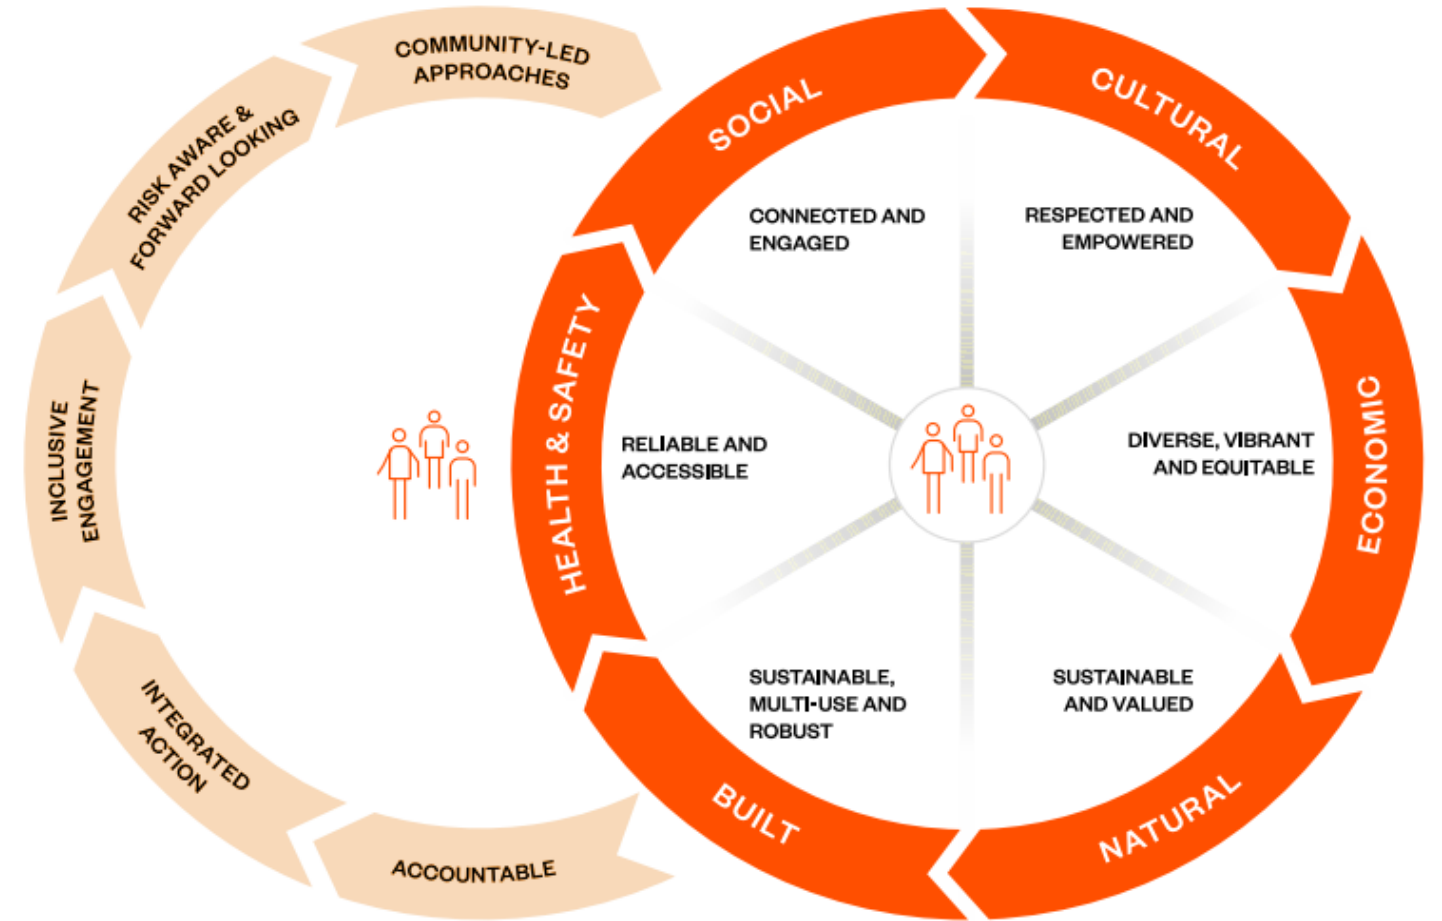 COMMUNITY-LED
APPROACHES
RISK AWARE &
FORWARD LOOKING
INCLUSIVE
ENGAGEMENT
INTEGRATED
ACTION
ACCOUNTABLE
SOCIAL
CONNECTED AND
ENGAGED
CULTURAL
RESPECTED AND
EMPOWERED
ECONOMIC
DIVERSE, VIBRANT
AND EQUITABLE
NATURAL
SUSTAINABLE
AND VALUED
BUILT
SUSTAINABLE,
MULTI-USE AND
ROBUST
HEALTH & SAFETY
RELIABLE AND
ACCESSIBLE